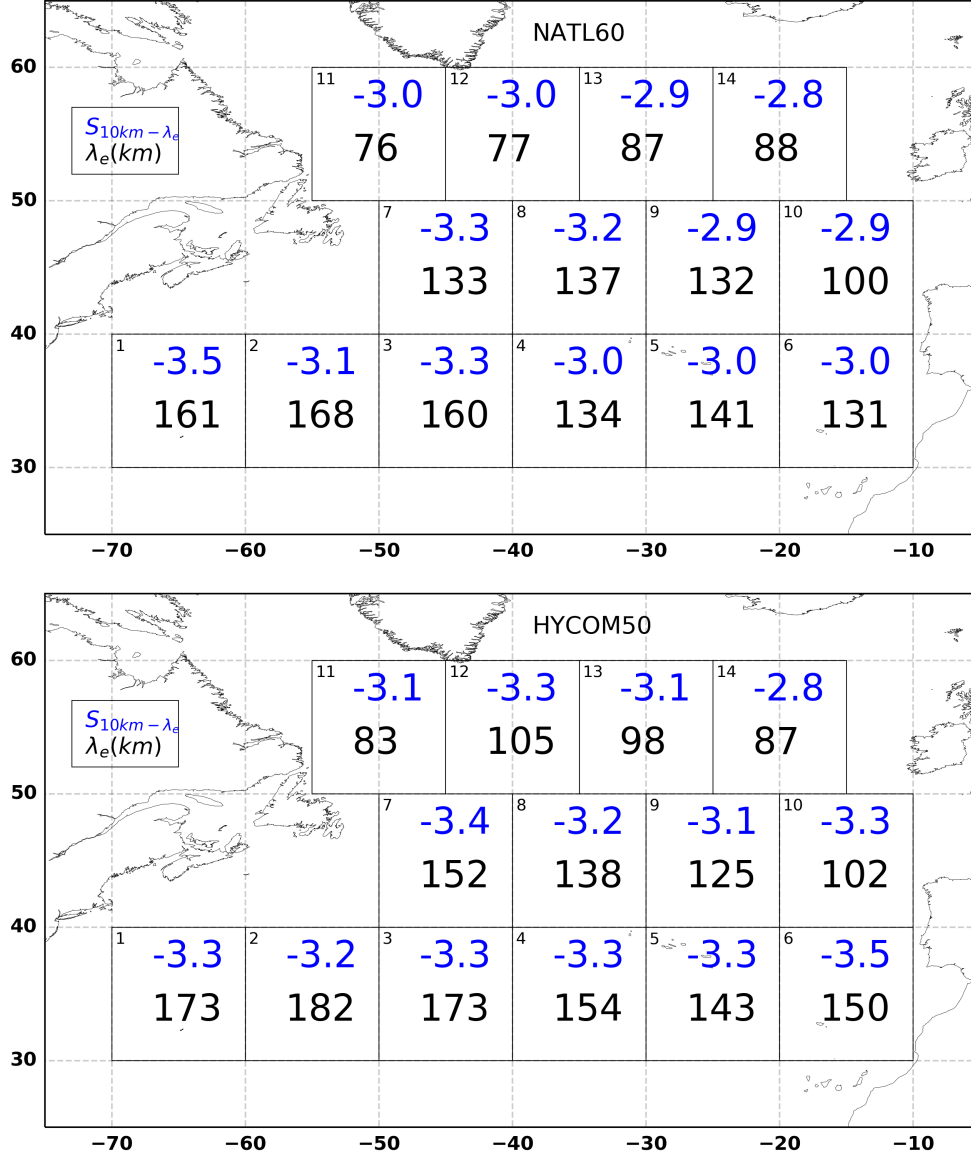 NATL60
60
11 12 13 14
-3.0 -3.0 -2.9 -2.8
S10km−λe
λe(km)
76 77 87 88
50
7 8 9 10
-3.3 -3.2 -2.9 -2.9
133 137 132 100
40
1 2 3 4 5 6
-3.5 -3.1 -3.3 -3.0 -3.0 -3.0
161 168 160 134 141 131
30
−70 −60 −50 −40 −30 −20 −10
HYCOM50
60
11 12 13 14
-3.1 -3.3 -3.1 -2.8
S10km−λe
λe(km)
83 105 98 87
50
7 8 9 10
-3.4 -3.2 -3.1 -3.3
152 138 125 102
40
1 2 3 4 5 6
-3.3 -3.2 -3.3 -3.3 -3.3 -3.5
173 182 173 154 143 150
30
−70 −60 −50 −40 −30 −20 −10